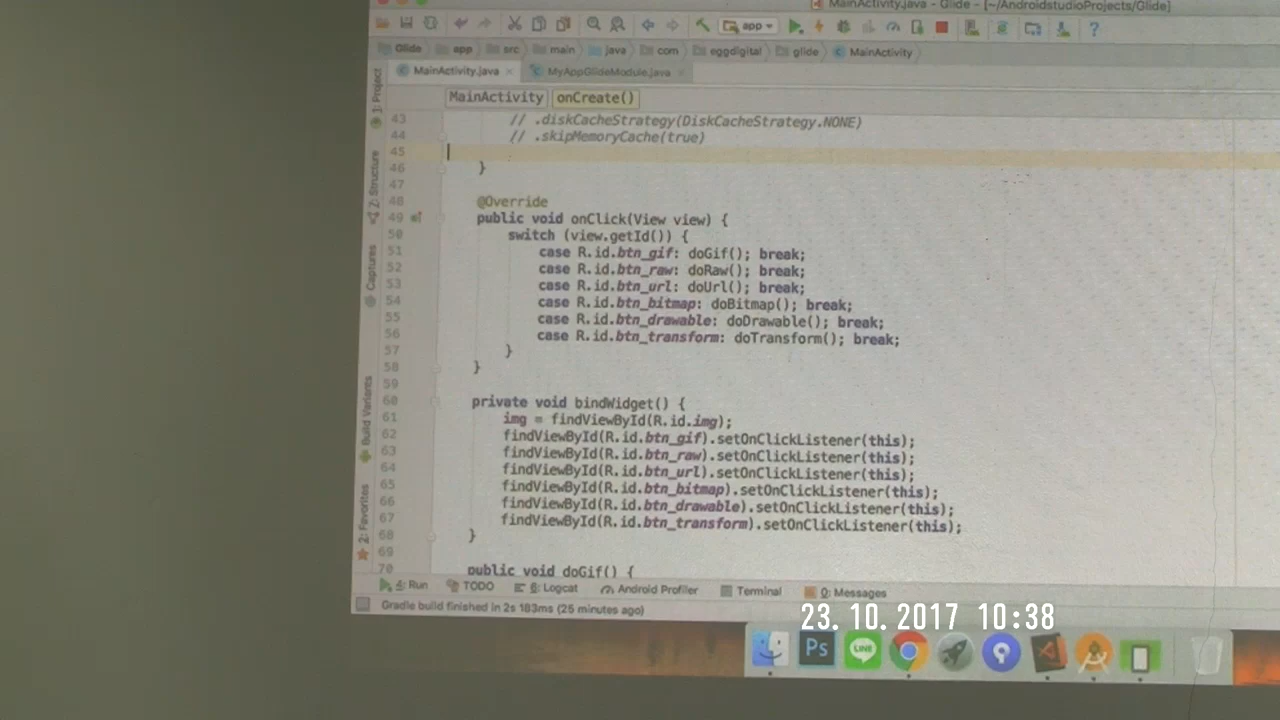 MainActivity.java - Glide - [~/AndroidstudioProjects/Glide]
app
Glide app src main java com eggdigital glide MainActivity
MainActivity.java MyAppGlideModule.java
1: Project
MainActivity onCreate()
43 // .diskCacheStrategy(DiskCacheStrategy.NONE)
44 // .skipMemoryCache(true)
45
46 }
47
48 @Override
49 public void onClick(View view) {
50 switch (view.getId()) {
51 case R.id.btn_gif: doGif(); break;
52 case R.id.btn_raw: doRaw(); break;
53 case R.id.btn_url: doUrl(); break;
54 case R.id.btn_bitmap: doBitmap(); break;
55 case R.id.btn_drawable: doDrawable(); break;
56 case R.id.btn_transform: doTransform(); break;
57 }
58 }
59
60 private void bindWidget() {
61 img = findViewById(R.id.img);
62 findViewById(R.id.btn_gif).setOnClickListener(this);
63 findViewById(R.id.btn_raw).setOnClickListener(this);
64 findViewById(R.id.btn_url).setOnClickListener(this);
65 findViewById(R.id.btn_bitmap).setOnClickListener(this);
66 findViewById(R.id.btn_drawable).setOnClickListener(this);
67 findViewById(R.id.btn_transform).setOnClickListener(this);
68 }
69
70 public void doGif() {
7: Structure
Captures
Build Variants
2: Favorites
4: Run TODO 6: Logcat Android Profiler Terminal 0: Messages
Gradle build finished in 2s 183ms (25 minutes ago)
23.10.2017 10:38
Ps LINE